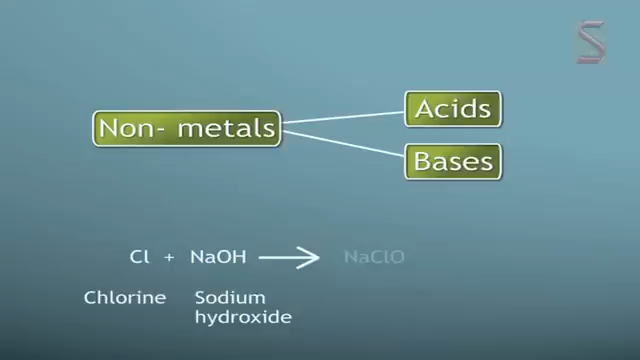 S
Non- metals
Acids
Bases
Cl + NaOH → NaClO
Chlorine Sodium
hydroxide